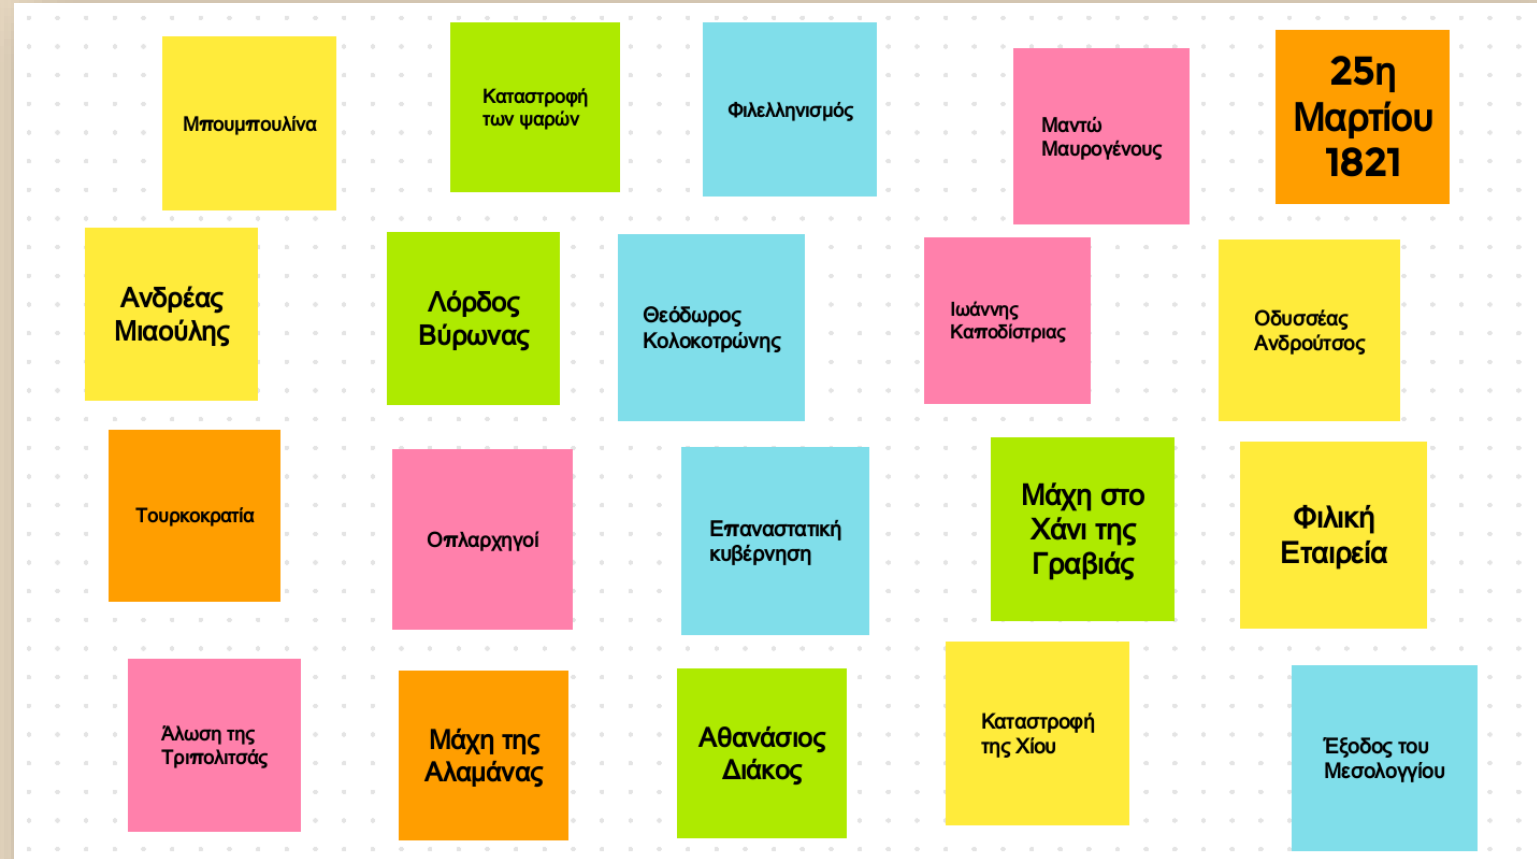 Μπουμπουλίνα
Καταστροφή
των ψαρών
Φιλελληνισμός
Μαντώ
Μαυρογένους
25η
Μαρτίου
1821
Ανδρέας
Μιαούλης
Λόρδος
Βύρωνας
Θεόδωρος
Κολοκοτρώνης
Ιωάννης
Καποδίστριας
Οδυσσέας
Ανδρούτσος
Τουρκοκρατία
Οπλαρχηγοί
Επαναστατική
κυβέρνηση
Μάχη στο
Χάνι της
Γραβιάς
Φιλική
Εταιρεία
Άλωση της
Τριπολιτσάς
Μάχη της
Αλαμάνας
Αθανάσιος
Διάκος
Καταστροφή
της Χίου
Έξοδος του
Μεσολογγίου